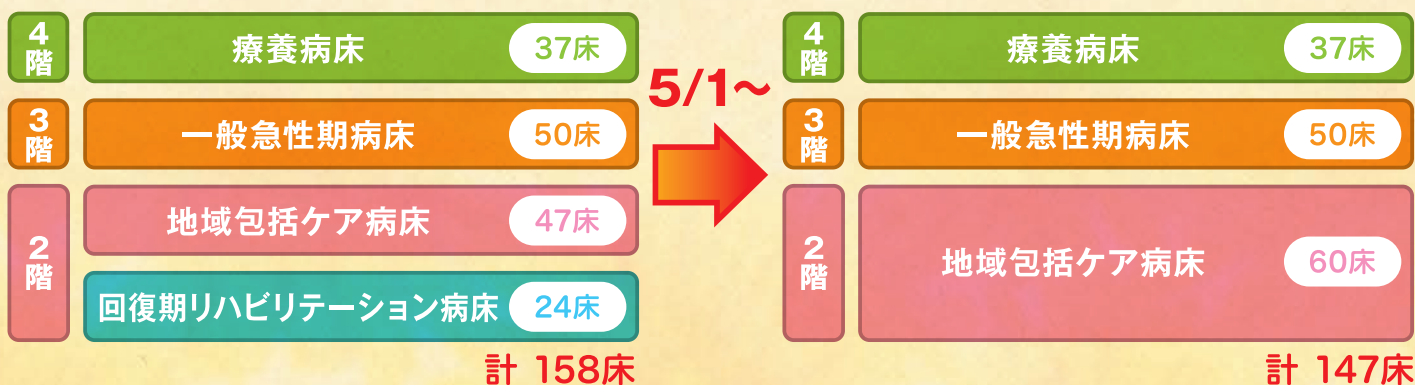 4階 療養病床 37床
3階 一般急性期病床 50床
2階 地域包括ケア病床 47床
回復期リハビリテーション病床 24床
計 158床
5/1～
4階 療養病床 37床
3階 一般急性期病床 50床
2階 地域包括ケア病床 60床
計 147床